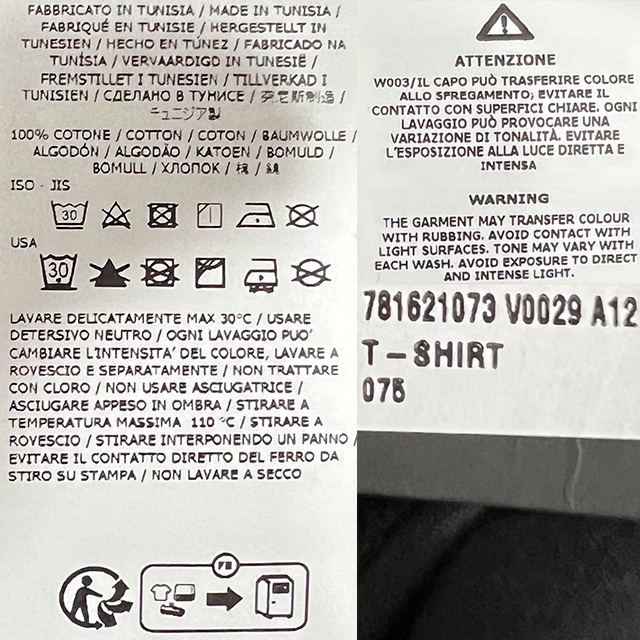 FABBRICATO IN TUNISIA / MADE IN TUNISIA /
FABRIQUÉ EN TUNISIE / HERGESTELLT IN
TUNESIEN / HECHO EN TÚNEZ / FABRICADO NA
TUNÍSIA / VERVAARDIGD IN TUNESIË /
FREMSTILLET I TUNESIEN / TILLVERKAD I
TUNISIEN / СДЕЛАНО В ТУНИСЕ / 突尼斯制造 /
チュニジア製
100% COTONE / COTTON / COTON / BAUMWOLLE /
ALGODÓN / ALGODÃO / KATOEN / BOMULD /
BOMULL / ХЛОПОК / 棉 / 綿
ISO - JIS
30
USA
30
LAVARE DELICATAMENTE MAX 30°C / USARE
DETERSIVO NEUTRO / OGNI LAVAGGIO PUO'
CAMBIARE L'INTENSITA' DEL COLORE, LAVARE A
ROVESCIO E SEPARATAMENTE / NON TRATTARE
CON CLORO / NON USARE ASCIUGATRICE /
ASCIUGARE APPESO IN OMBRA / STIRARE A
TEMPERATURA MASSIMA 110 °C / STIRARE A
ROVESCIO / STIRARE INTERPONENDO UN PANNO /
EVITARE IL CONTATTO DIRETTO DEL FERRO DA
STIRO SU STAMPA / NON LAVARE A SECCO
FR
ATTENZIONE
W003/IL CAPO PUÒ TRASFERIRE COLORE
ALLO SFREGAMENTO; EVITARE IL
CONTATTO CON SUPERFICI CHIARE. OGNI
LAVAGGIO PUÒ PROVOCARE UNA
VARIAZIONE DI TONALITÀ. EVITARE
L'ESPOSIZIONE ALLA LUCE DIRETTA E
INTENSA
WARNING
THE GARMENT MAY TRANSFER COLOUR
WITH RUBBING. AVOID CONTACT WITH
LIGHT SURFACES. TONE MAY VARY WITH
EACH WASH. AVOID EXPOSURE TO DIRECT
AND INTENSE LIGHT.
781621073 V0029 A12
T-SHIRT
075